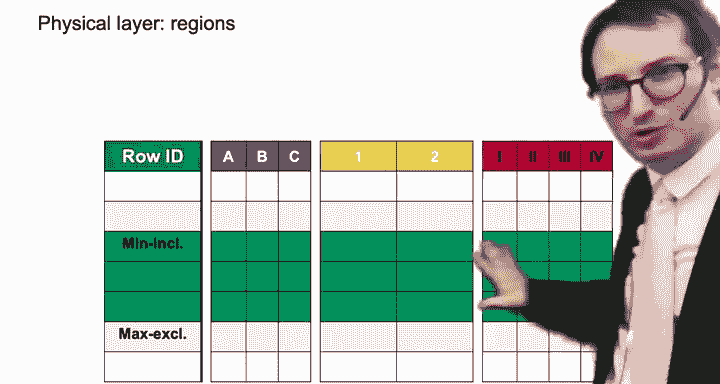 Physical layer: regions
Row ID A B C 1 2 I II III IV
Min-incl.
Max-excl.